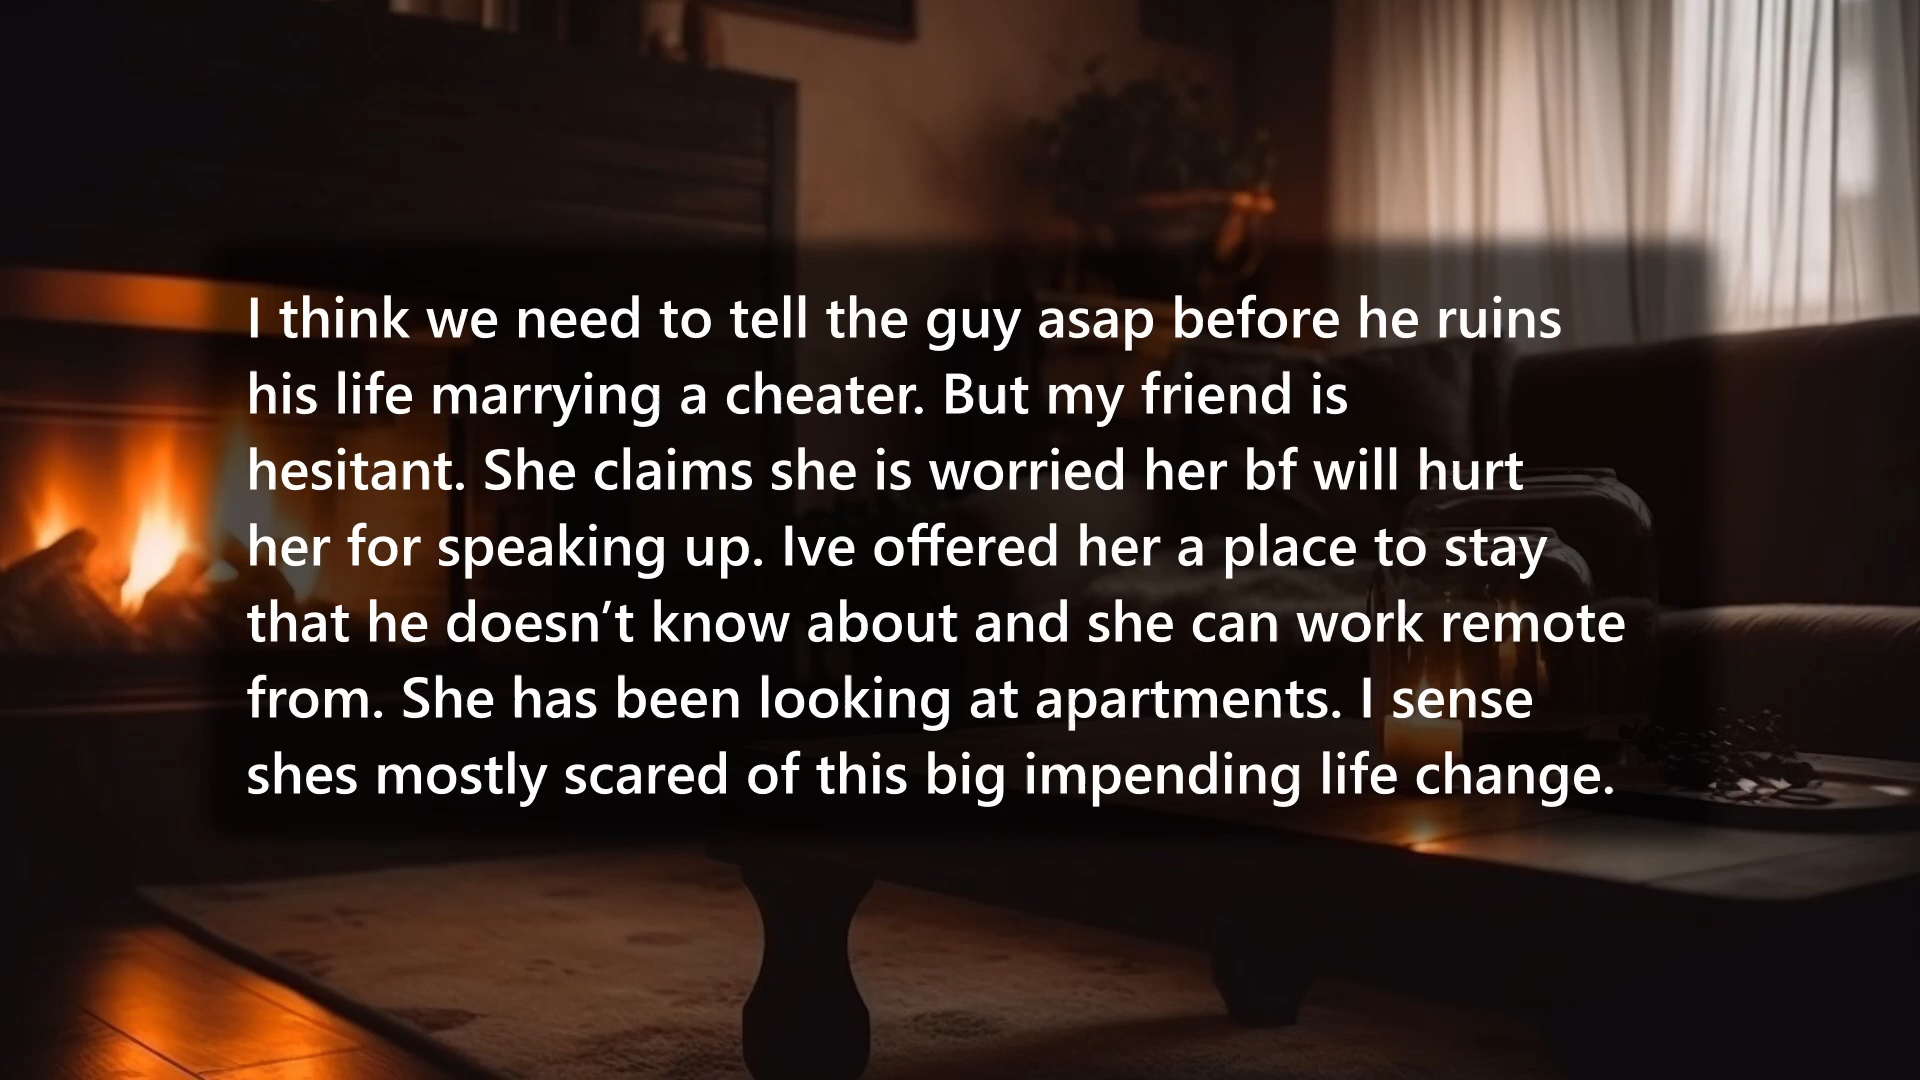 I think we need to tell the guy asap before he ruins
his life marrying a cheater. But my friend is
hesitant. She claims she is worried her bf will hurt
her for speaking up. Ive offered her a place to stay
that he doesn’t know about and she can work remote
from. She has been looking at apartments. I sense
shes mostly scared of this big impending life change.